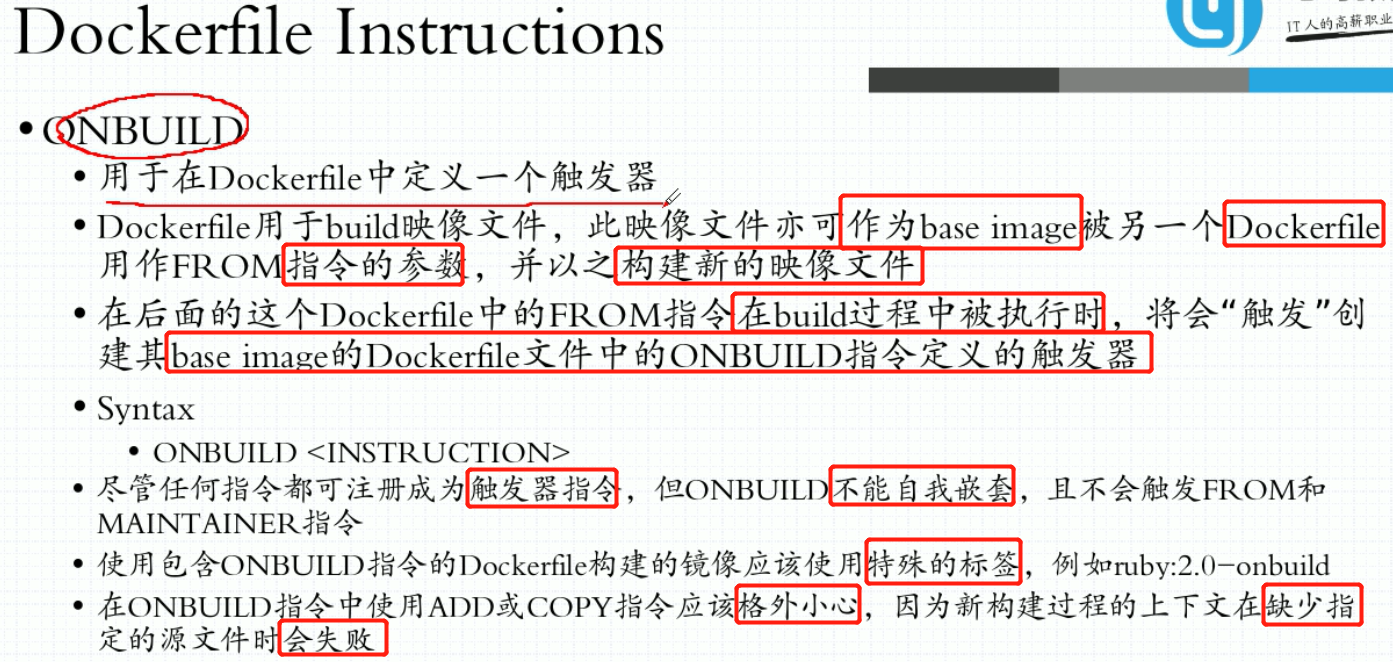 Dockerfile Instructions
IT人的高薪职业
• ONBUILD
• 用于在Dockerfile中定义一个触发器
• Dockerfile用于build映像文件，此映像文件亦可作为base image被另一个Dockerfile
用作FROM指令的参数，并以之构建新的映像文件
• 在后面的这个Dockerfile中的FROM指令在build过程中被执行时，将会“触发”创
建其base image的Dockerfile文件中的ONBUILD指令定义的触发器
• Syntax
• ONBUILD <INSTRUCTION>
• 尽管任何指令都可注册成为触发器指令，但ONBUILD不能自我嵌套，且不会触发FROM和
MAINTAINER指令
• 使用包含ONBUILD指令的Dockerfile构建的镜像应该使用特殊的标签，例如ruby:2.0-onbuild
• 在ONBUILD指令中使用ADD或COPY指令应该格外小心，因为新构建过程的上下文在缺少指
定的源文件时会失败